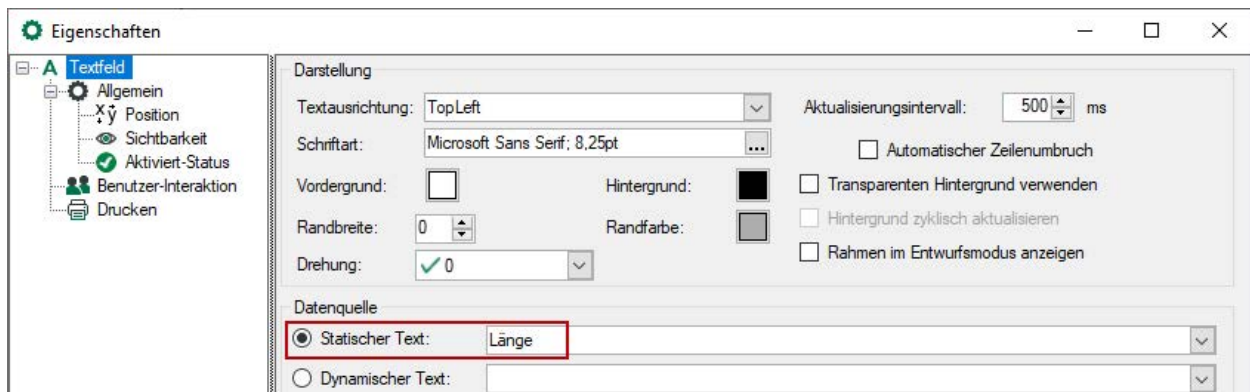 Eigenschaften
A Textfeld
Allgemein
Position
Sichtbarkeit
Aktiviert-Status
Benutzer-Interaktion
Drucken
Darstellung
Textausrichtung: TopLeft
Aktualisierungsintervall: 500 ms
Schriftart: Microsoft Sans Serif; 8,25pt ...
Automatischer Zeilenumbruch
Vordergrund: Hintergrund:
Transparenten Hintergrund verwenden
Randbreite: 0 Randfarbe:
Hintergrund zyklisch aktualisieren
Rahmen im Entwurfsmodus anzeigen
Drehung: 0
Datenquelle
Statischer Text: Länge
Dynamischer Text: